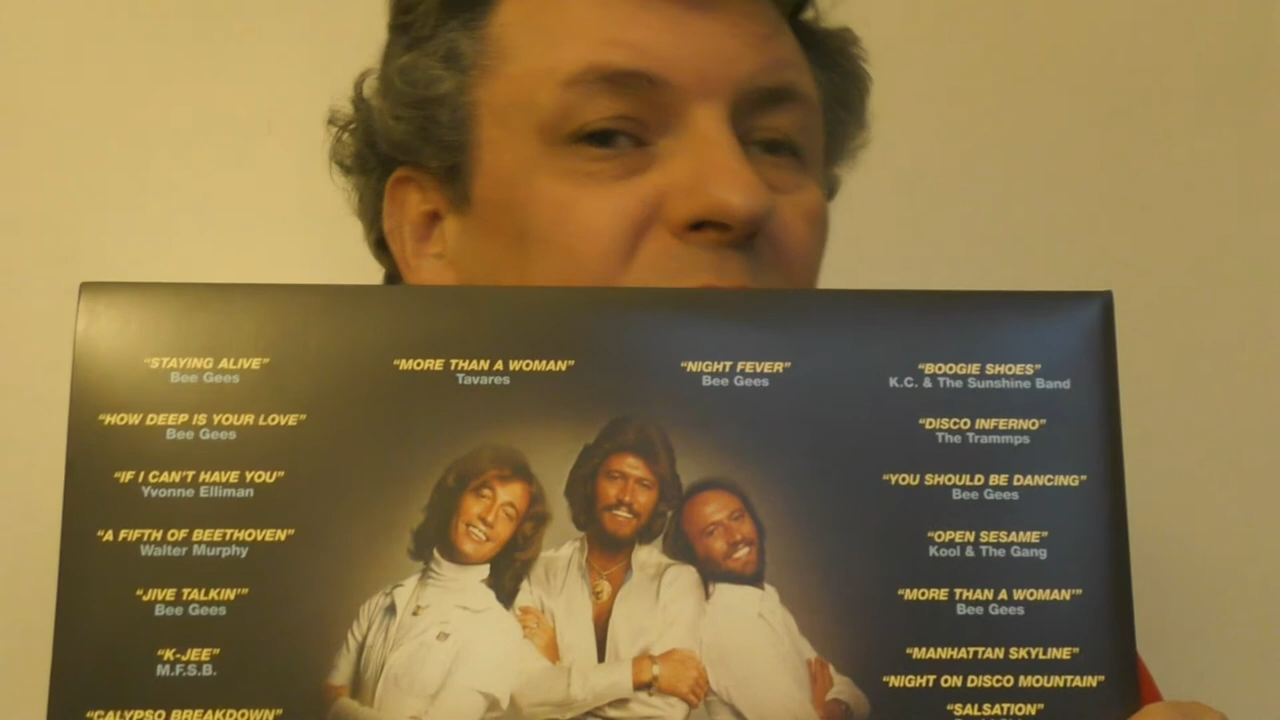 "STAYING ALIVE"
Bee Gees
"HOW DEEP IS YOUR LOVE"
Bee Gees
"IF I CAN'T HAVE YOU"
Yvonne Elliman
"A FIFTH OF BEETHOVEN"
Walter Murphy
"JIVE TALKIN'"
Bee Gees
"K-JEE"
M.F.S.B.
"CALYPSO BREAKDOWN"
"MORE THAN A WOMAN"
Tavares
"NIGHT FEVER"
Bee Gees
"BOOGIE SHOES"
K.C. & The Sunshine Band
"DISCO INFERNO"
The Trammps
"YOU SHOULD BE DANCING"
Bee Gees
"OPEN SESAME"
Kool & The Gang
"MORE THAN A WOMAN'"
Bee Gees
"MANHATTAN SKYLINE"
"NIGHT ON DISCO MOUNTAIN"
"SALSATION"